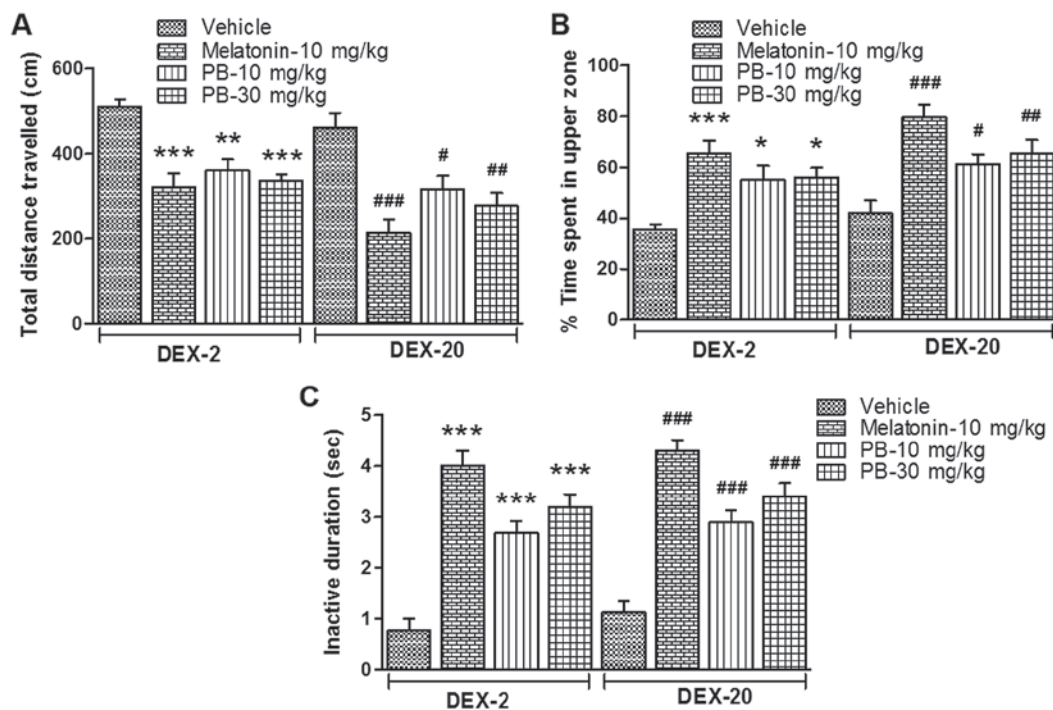 A
Vehicle
Melatonin-10 mg/kg
PB-10 mg/kg
PB-30 mg/kg
Total distance travelled (cm)
600
400
200
0
***
**
***
###
#
##
DEX-2
DEX-20
B
Vehicle
Melatonin-10 mg/kg
PB-10 mg/kg
PB-30 mg/kg
% Time spent in upper zone
100
80
60
40
20
0
***
*
*
###
#
##
DEX-2
DEX-20
C
Vehicle
Melatonin-10 mg/kg
PB-10 mg/kg
PB-30 mg/kg
Inactive duration (sec)
5
4
3
2
1
0
***
***
***
###
###
###
DEX-2
DEX-20